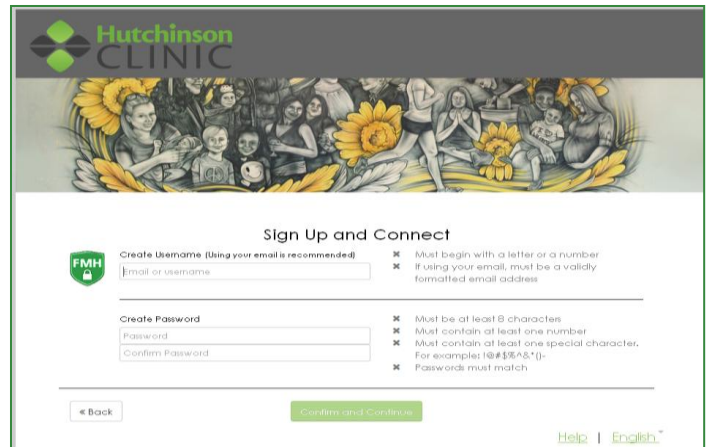 Hutchinson
CLINIC
Sign Up and Connect
FMH
Create Username (Using your email is recommended)
Email or username
✖ Must begin with a letter or a number
✖ If using your email, must be a validly
formatted email address
Create Password
Password
Confirm Password
✖ Must be at least 8 characters
✖ Must contain at least one number
✖ Must contain at least one special character.
For example: !@#$%^&*()-
✖ Passwords must match
« Back
Confirm and Continue
Help | English